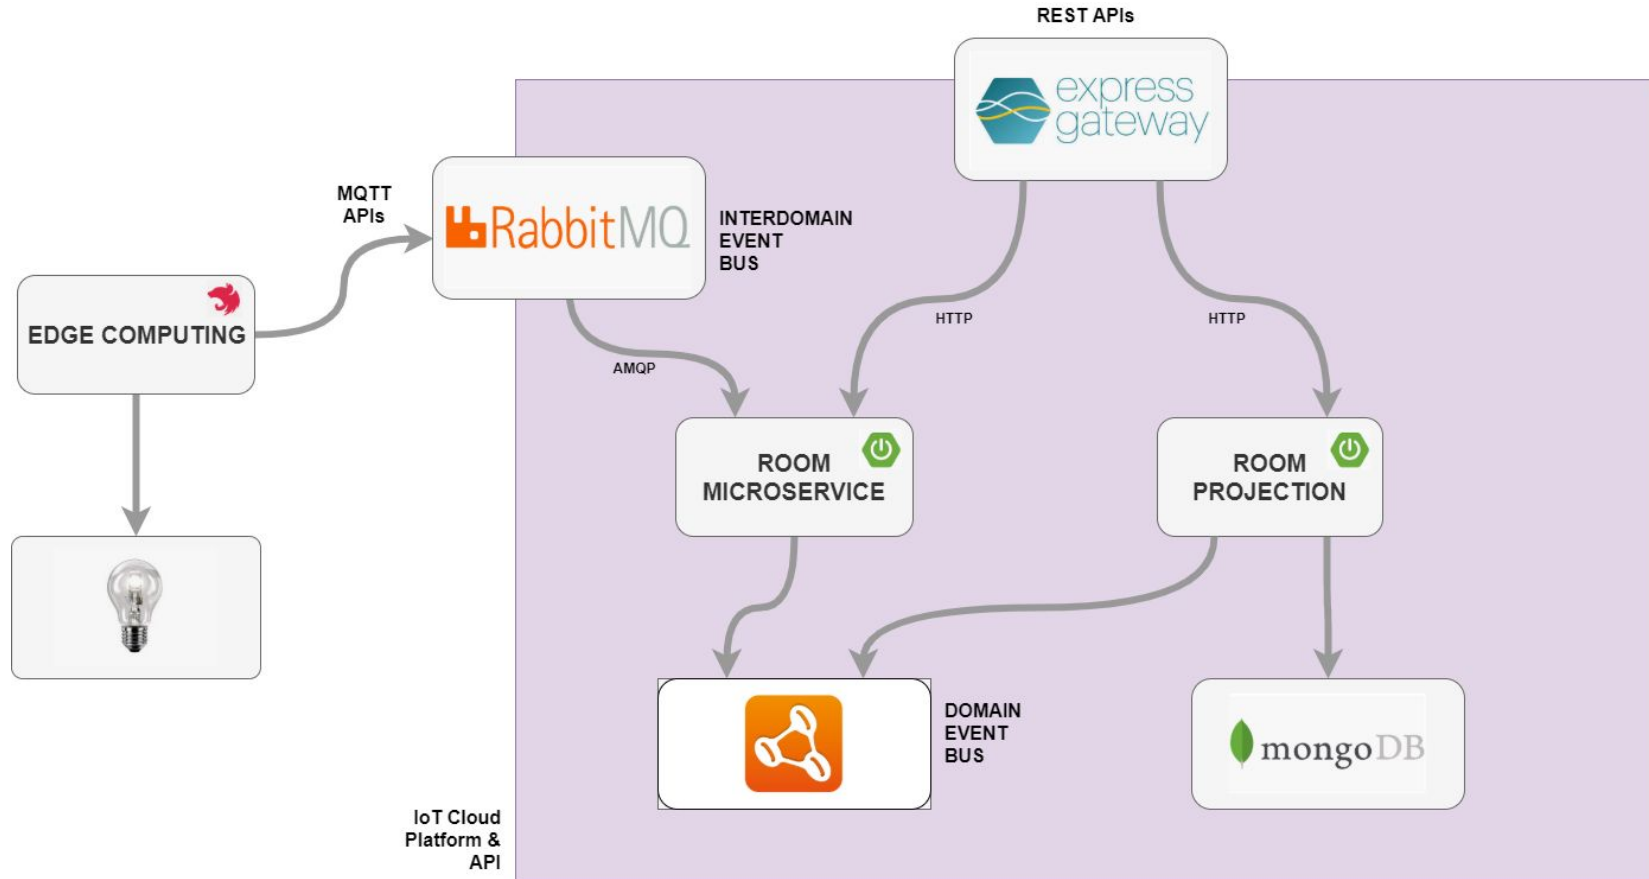 REST APIs
express
gateway
MQTT
APIs
RabbitMQ
INTERDOMAIN
EVENT
BUS
EDGE COMPUTING
HTTP
HTTP
AMQP
ROOM
MICROSERVICE
ROOM
PROJECTION
DOMAIN
EVENT
BUS
mongoDB
IoT Cloud
Platform &
API